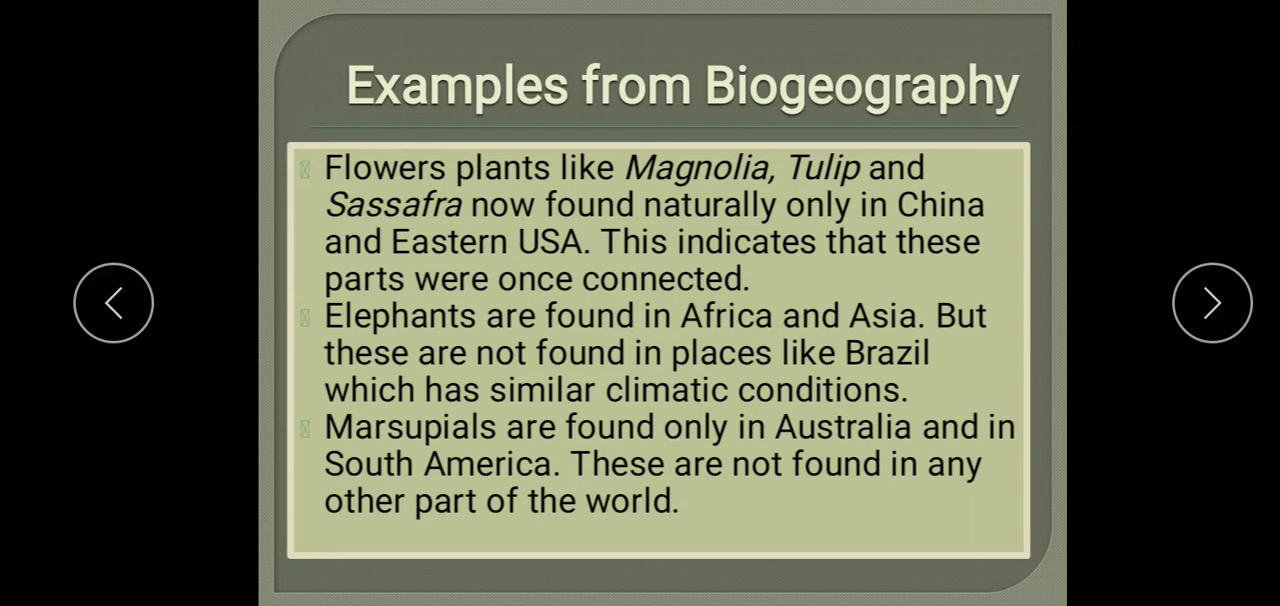 Examples from Biogeography
Flowers plants like Magnolia, Tulip and
Sassafra now found naturally only in China
and Eastern USA. This indicates that these
parts were once connected.
Elephants are found in Africa and Asia. But
these are not found in places like Brazil
which has similar climatic conditions.
Marsupials are found only in Australia and in
South America. These are not found in any
other part of the world.